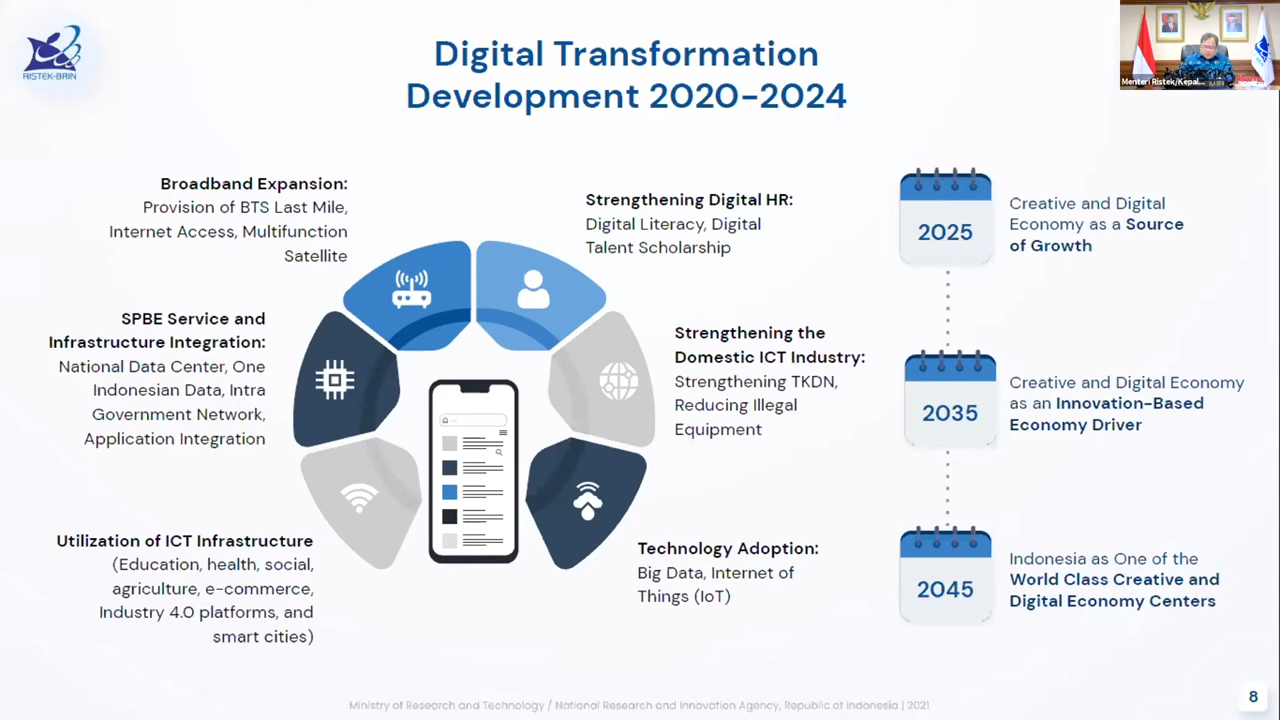 RISTEK-BRIN
Digital Transformation
Development 2020-2024
Menteri Ristek/Kepal...
Broadband Expansion:
Provision of BTS Last Mile,
Internet Access, Multifunction
Satellite
Strengthening Digital HR:
Digital Literacy, Digital
Talent Scholarship
SPBE Service and
Infrastructure Integration:
National Data Center, One
Indonesian Data, Intra
Government Network,
Application Integration
Strengthening the
Domestic ICT Industry:
Strengthening TKDN,
Reducing Illegal
Equipment
Utilization of ICT Infrastructure
(Education, health, social,
agriculture, e-commerce,
Industry 4.0 platforms, and
smart cities)
Technology Adoption:
Big Data, Internet of
Things (IoT)
2025
Creative and Digital
Economy as a Source
of Growth
2035
Creative and Digital Economy
as an Innovation-Based
Economy Driver
2045
Indonesia as One of the
World Class Creative and
Digital Economy Centers
Ministry of Research and Technology / National Research and Innovation Agency, Republic of Indonesia | 2021
8